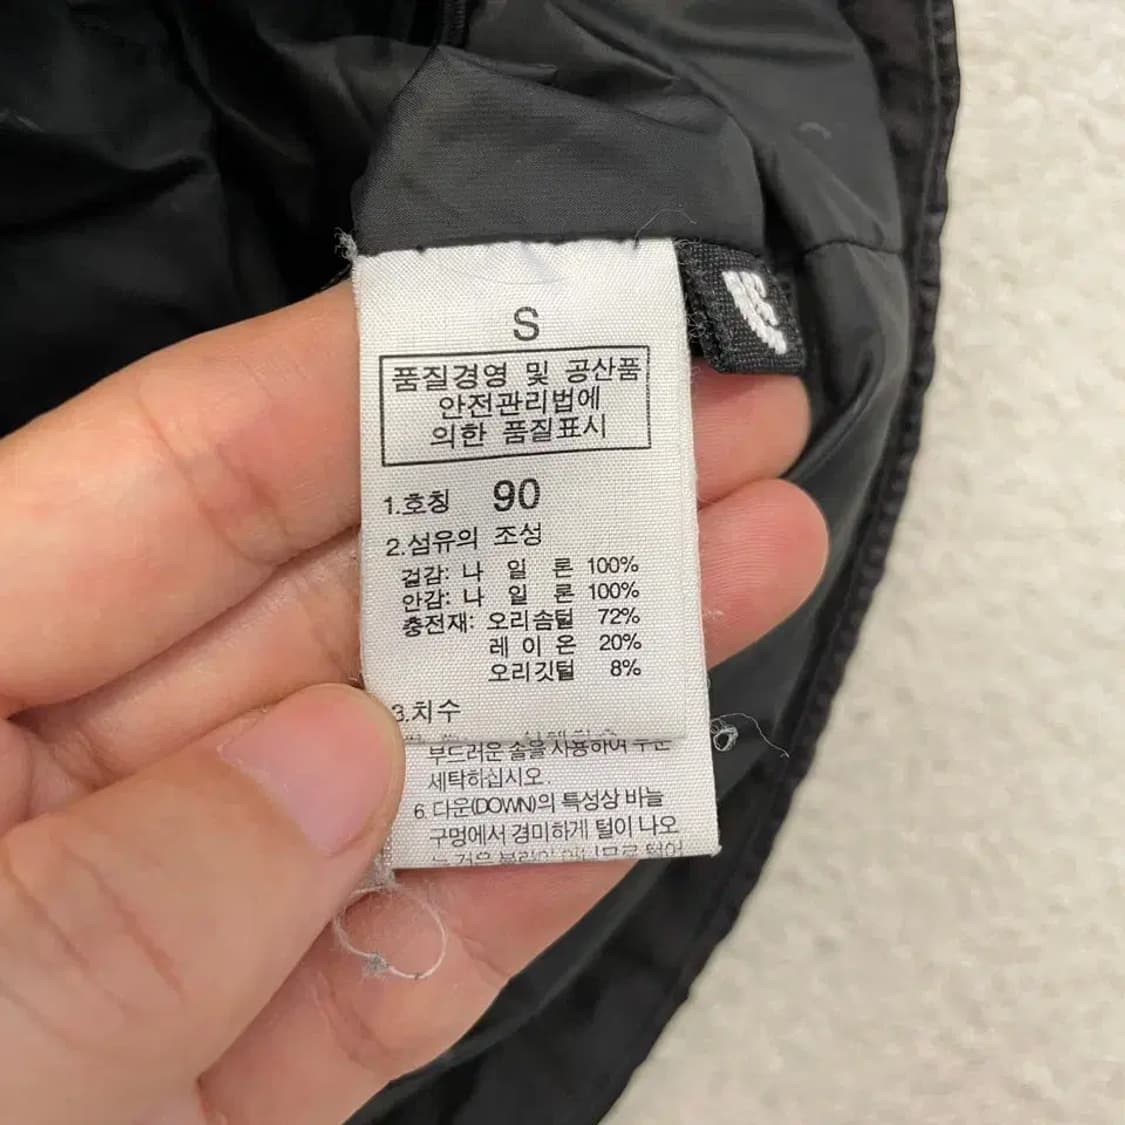 S
품질경영 및 공산품
안전관리법에
의한 품질표시
1.호칭 90
2.섬유의 조성
겉감: 나 일 론 100%
안감: 나 일 론 100%
충전재: 오리솜털 72%
레 이 온 20%
오리깃털 8%
3.치수
부드러운 솔을 사용하여
세탁하십시오.
6. 다운(DOWN)의 특성상 바늘
구멍에서 경미하게 털이 나오